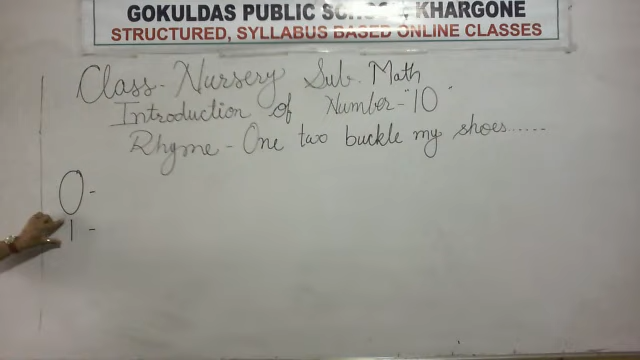 GOKULDAS PUBLIC SCHOOL, KHARGONE
STRUCTURED, SYLLABUS BASED ONLINE CLASSES
Class - Nursery Sub. Math
Introduction of Number - "10"
Rhyme - One two buckle my shoes......
0 -
1 -